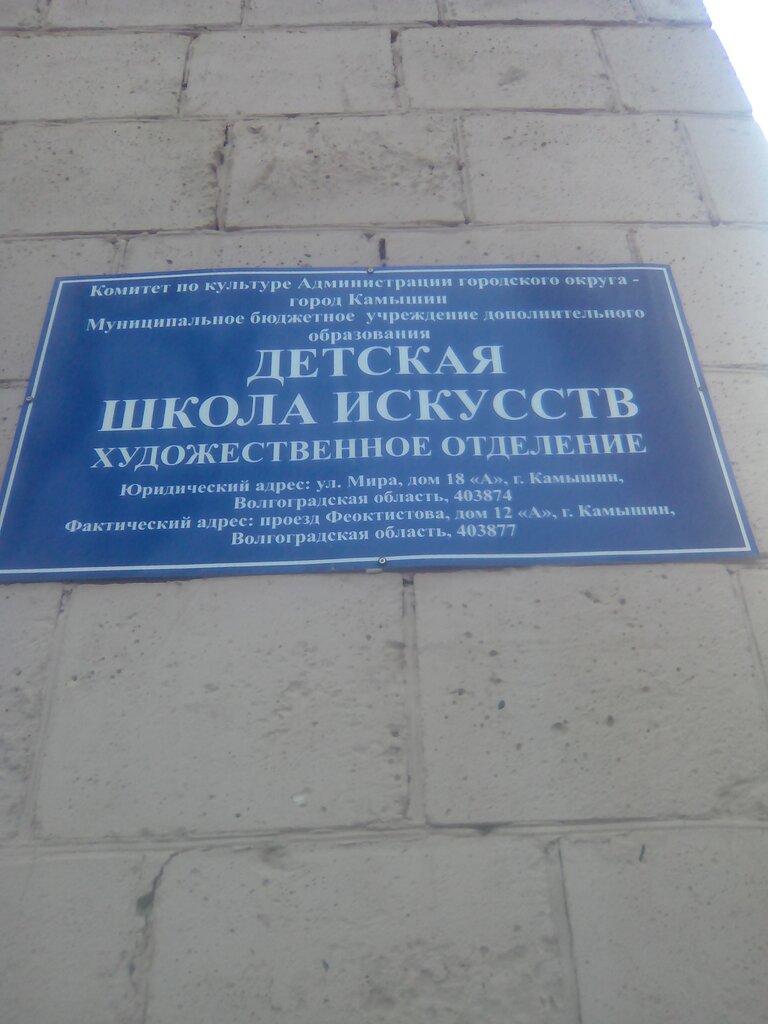 Комитет по культуре Администрации городского округа -
город Камышин
Муниципальное бюджетное учреждение дополнительного
образования
ДЕТСКАЯ
ШКОЛА ИСКУССТВ
ХУДОЖЕСТВЕННОЕ ОТДЕЛЕНИЕ
Юридический адрес: ул. Мира, дом 18 «А», г. Камышин,
Волгоградская область, 403874
Фактический адрес: проезд Феоктистова, дом 12 «А», г. Камышин,
Волгоградская область, 403877